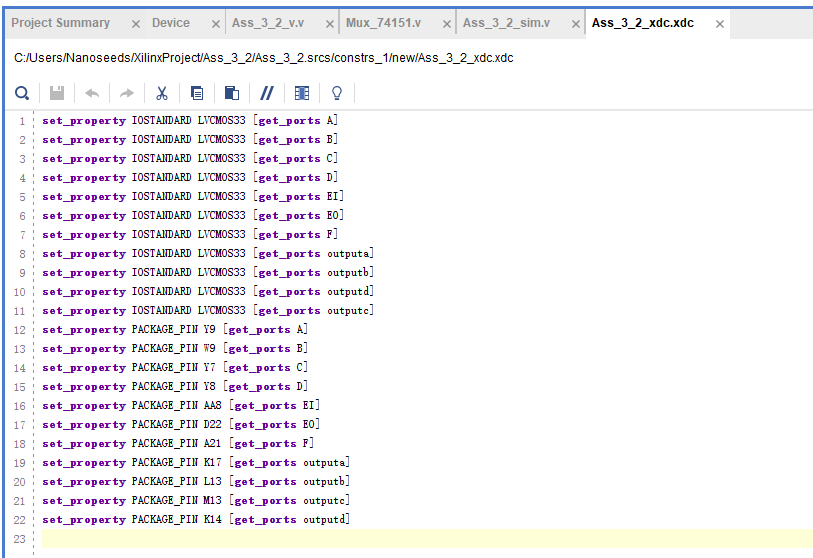 Project Summary × Device × Ass_3_2_v.v × Mux_74151.v × Ass_3_2_sim.v × Ass_3_2_xdc.xdc ×
C:/Users/Nanoseeds/XilinxProject/Ass_3_2/Ass_3_2.srcs/constrs_1/new/Ass_3_2_xdc.xdc
1 set_property IOSTANDARD LVCMOS33 [get_ports A]
2 set_property IOSTANDARD LVCMOS33 [get_ports B]
3 set_property IOSTANDARD LVCMOS33 [get_ports C]
4 set_property IOSTANDARD LVCMOS33 [get_ports D]
5 set_property IOSTANDARD LVCMOS33 [get_ports EI]
6 set_property IOSTANDARD LVCMOS33 [get_ports EO]
7 set_property IOSTANDARD LVCMOS33 [get_ports F]
8 set_property IOSTANDARD LVCMOS33 [get_ports outputa]
9 set_property IOSTANDARD LVCMOS33 [get_ports outputb]
10 set_property IOSTANDARD LVCMOS33 [get_ports outputd]
11 set_property IOSTANDARD LVCMOS33 [get_ports outputc]
12 set_property PACKAGE_PIN Y9 [get_ports A]
13 set_property PACKAGE_PIN W9 [get_ports B]
14 set_property PACKAGE_PIN Y7 [get_ports C]
15 set_property PACKAGE_PIN Y8 [get_ports D]
16 set_property PACKAGE_PIN AA8 [get_ports EI]
17 set_property PACKAGE_PIN D22 [get_ports EO]
18 set_property PACKAGE_PIN A21 [get_ports F]
19 set_property PACKAGE_PIN K17 [get_ports outputa]
20 set_property PACKAGE_PIN L13 [get_ports outputb]
21 set_property PACKAGE_PIN M13 [get_ports outputc]
22 set_property PACKAGE_PIN K14 [get_ports outputd]
23